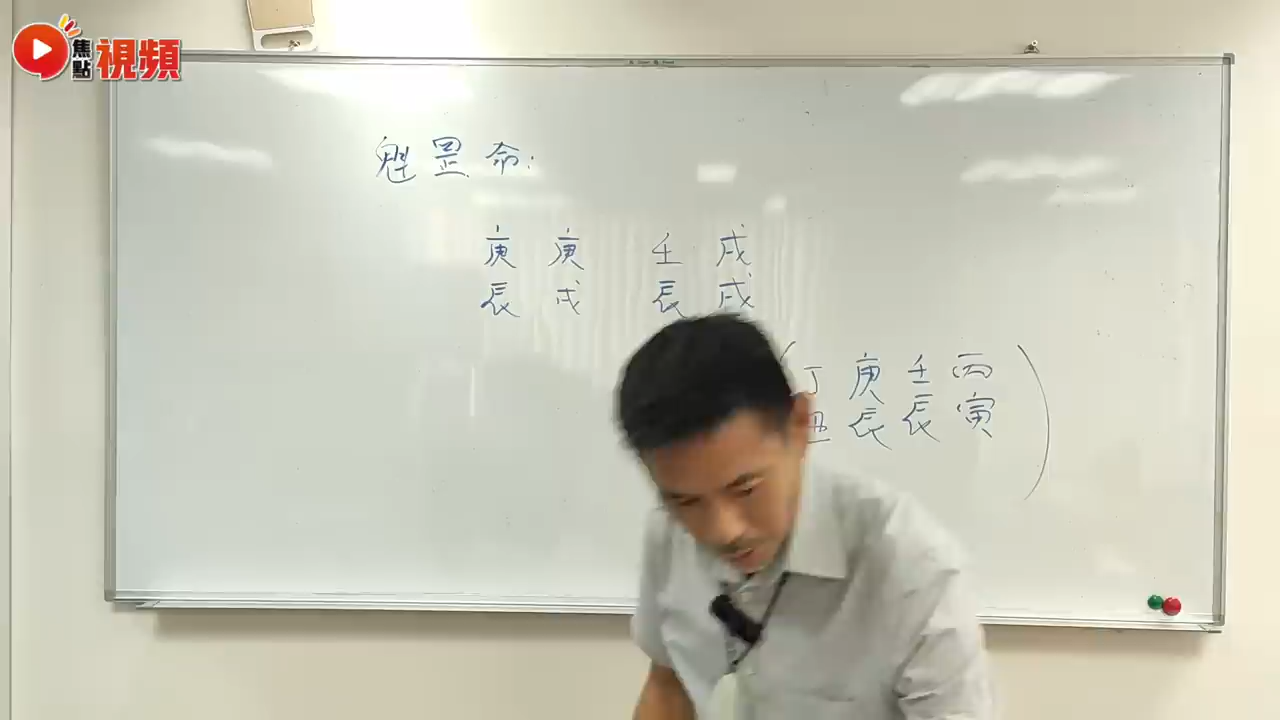 焦點視頻
魁罡命:
庚 庚 壬 戌
辰 戌 辰 戌
丁 庚 壬 丙
丑 辰 辰 寅